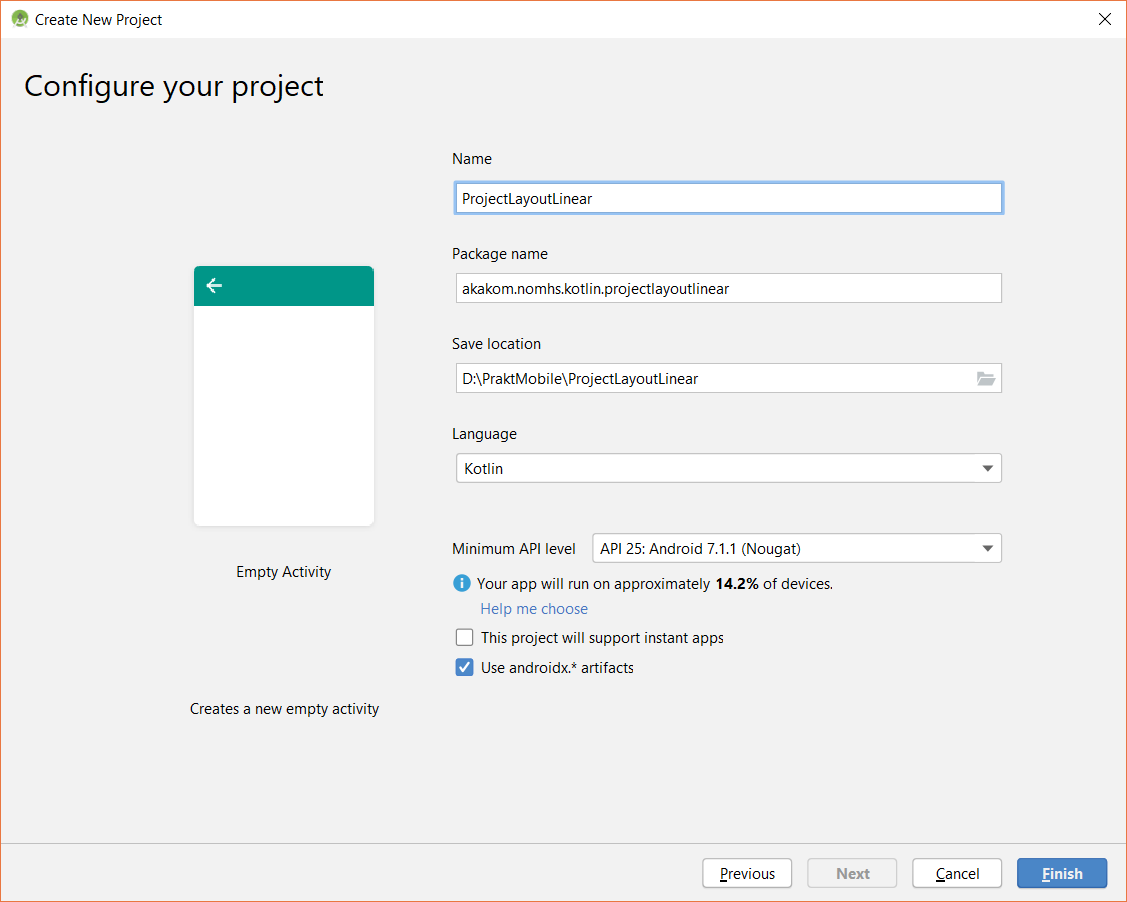 Create New Project
Configure your project
Name
ProjectLayoutLinear
Package name
akakom.nomhs.kotlin.projectlayoutlinear
Save location
D:\PraktMobile\ProjectLayoutLinear
Language
Kotlin
Minimum API level API 25: Android 7.1.1 (Nougat)
Your app will run on approximately 14.2% of devices.
Help me choose
This project will support instant apps
Use androidx.* artifacts
Empty Activity
Creates a new empty activity
Previous Next Cancel Finish